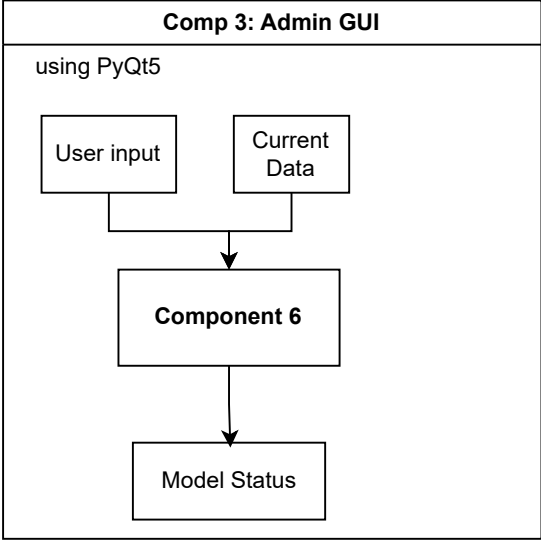 Comp 3: Admin GUI
using PyQt5
User input
Current
Data
Component 6
Model Status